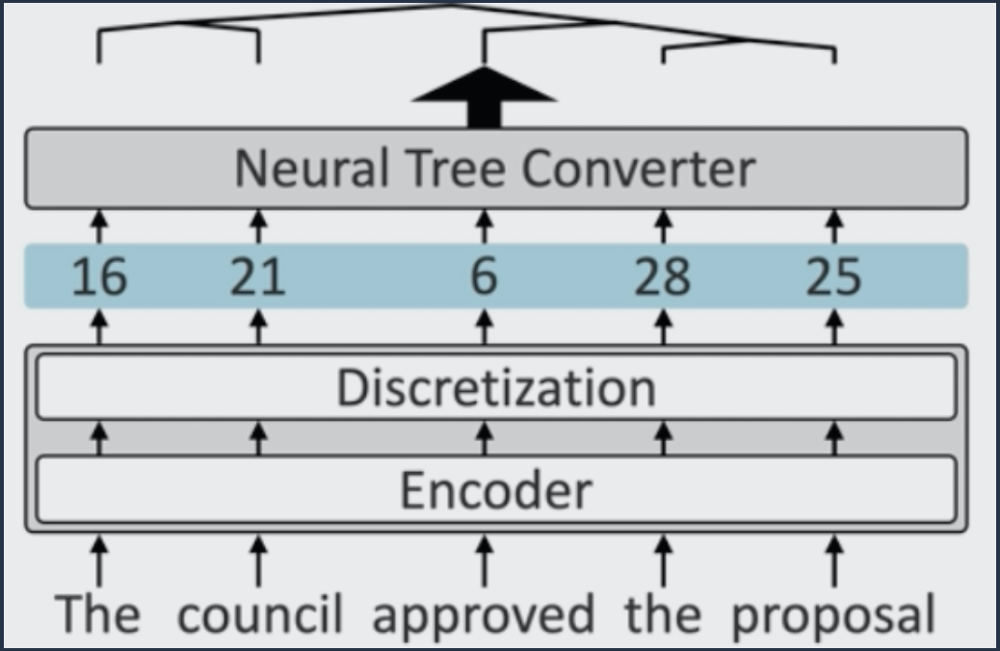 Neural Tree Converter
16 21 6 28 25
Discretization
Encoder
The council approved the proposal